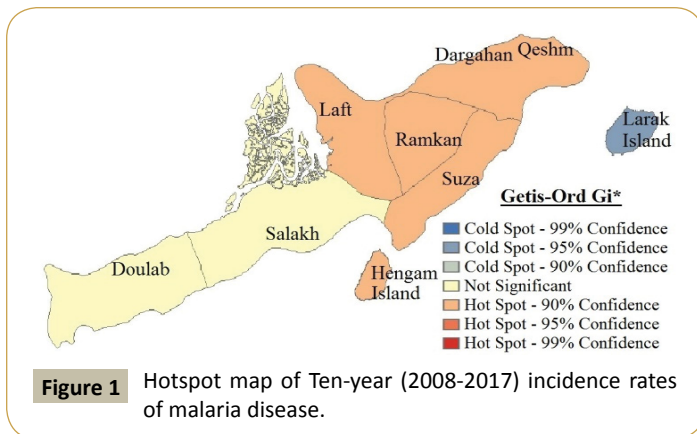 Dargahan Qeshm
Laft
Larak
Island
Ramkan
Suza
Getis-Ord Gi*
Cold Spot - 99% Confidence
Cold Spot - 95% Confidence
Cold Spot - 90% Confidence
Not Significant
Hot Spot - 90% Confidence
Hot Spot - 95% Confidence
Hot Spot - 99% Confidence
Salakh
Doulab
Hengam
Island
Figure 1 Hotspot map of Ten-year (2008-2017) incidence rates
of malaria disease.